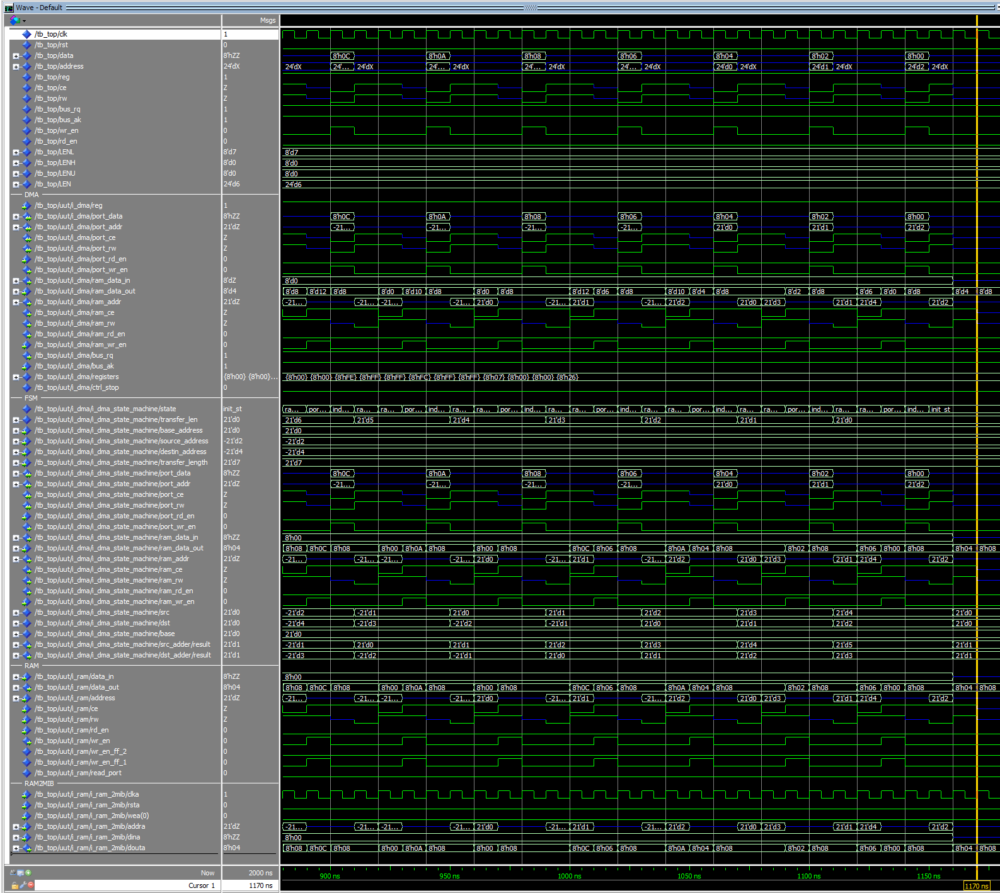 Wave - Default
Msgs
/tb_top/clk 1
/tb_top/rst 0
/tb_top/data 8'hZZ 8'h0C 8'h0A 8'h08 8'h06 8'h04 8'h02 8'h00
/tb_top/address 24'dX 24'dX 24'... 24'dX 24'... 24'dX 24'... 24'dX 24'... 24'dX 24'd0 24'dX 24'd1 24'dX 24'd2 24'dX
/tb_top/reg 1
/tb_top/ce Z
/tb_top/rw Z
/tb_top/bus_rq 1
/tb_top/bus_ak 1
/tb_top/wr_en 0
/tb_top/rd_en 0
/tb_top/LENL 8'd7 8'd7
/tb_top/LENH 8'd0 8'd0
/tb_top/LENU 8'd0 8'd0
/tb_top/LEN 24'd6 24'd6
DMA
/tb_top/uut/i_dma/reg 1
/tb_top/uut/i_dma/port_data 8'hZZ 8'h0C 8'h0A 8'h08 8'h06 8'h04 8'h02 8'h00
/tb_top/uut/i_dma/port_addr 21'dZ -21... -21... -21... -21... 21'd0 21'd1 21'd2
/tb_top/uut/i_dma/port_ce Z
/tb_top/uut/i_dma/port_rw Z
/tb_top/uut/i_dma/port_rd_en 0
/tb_top/uut/i_dma/port_wr_en 0
/tb_top/uut/i_dma/ram_data_in 8'dZ 8'd0
/tb_top/uut/i_dma/ram_data_out 8'd4 8'd8 8'd12 8'd8 8'd0 8'd10 8'd8 8'd0 8'd8 8'd12 8'd6 8'd8 8'd10 8'd4 8'd8 8'd2 8'd8 8'd6 8'd0 8'd8 8'd4 8'd8
/tb_top/uut/i_dma/ram_addr 21'dZ -21... -21... -21... -21... 21'd0 -21... 21'd1 -21... 21'd2 21'd0 21'd3 21'd1 21'd4 21'd2
/tb_top/uut/i_dma/ram_ce Z
/tb_top/uut/i_dma/ram_rw Z
/tb_top/uut/i_dma/ram_rd_en 0
/tb_top/uut/i_dma/ram_wr_en 0
/tb_top/uut/i_dma/bus_rq 1
/tb_top/uut/i_dma/bus_ak 1
/tb_top/uut/i_dma/registers {8'h00} {8'h00}... {8'h00} {8'h00} {8'hFE} {8'hFF} {8'hFF} {8'hFC} {8'hFF} {8'hFF} {8'h07} {8'h00} {8'h00} {8'h26}
/tb_top/uut/i_dma/ctrl_stop 0
FSM
/tb_top/uut/i_dma/i_dma_state_machine/state init_st ra... por... ind... ra... ra... por... ind... ra... ra... por... ind... ra... ra... por... ind... ra... ra... por... ind... ra... ra... por... ind... ra... ra... por... ind... init_st
/tb_top/uut/i_dma/i_dma_state_machine/transfer_len 21'd0 21'd6 21'd5 21'd4 21'd3 21'd2 21'd1 21'd0
/tb_top/uut/i_dma/i_dma_state_machine/base_address 21'd0 21'd0
/tb_top/uut/i_dma/i_dma_state_machine/source_address -21'd2 -21'd2
/tb_top/uut/i_dma/i_dma_state_machine/destin_address -21'd4 -21'd4
/tb_top/uut/i_dma/i_dma_state_machine/transfer_length 21'd7 21'd7
/tb_top/uut/i_dma/i_dma_state_machine/port_data 8'hZZ 8'h0C 8'h0A 8'h08 8'h06 8'h04 8'h02 8'h00
/tb_top/uut/i_dma/i_dma_state_machine/port_addr 21'dZ -21... -21... -21... -21... 21'd0 21'd1 21'd2
/tb_top/uut/i_dma/i_dma_state_machine/port_ce Z
/tb_top/uut/i_dma/i_dma_state_machine/port_rw Z
/tb_top/uut/i_dma/i_dma_state_machine/port_rd_en 0
/tb_top/uut/i_dma/i_dma_state_machine/port_wr_en 0
/tb_top/uut/i_dma/i_dma_state_machine/ram_data_in 8'hZZ 8'h00
/tb_top/uut/i_dma/i_dma_state_machine/ram_data_out 8'h04 8'h08 8'h0C 8'h08 8'h00 8'h0A 8'h08 8'h00 8'h08 8'h0C 8'h06 8'h08 8'h0A 8'h04 8'h08 8'h02 8'h08 8'h06 8'h00 8'h08 8'h04 8'h08
/tb_top/uut/i_dma/i_dma_state_machine/ram_addr 21'dZ -21... -21... -21... -21... 21'd0 -21... 21'd1 -21... 21'd2 21'd0 21'd3 21'd1 21'd4 21'd2
/tb_top/uut/i_dma/i_dma_state_machine/ram_ce Z
/tb_top/uut/i_dma/i_dma_state_machine/ram_rw Z
/tb_top/uut/i_dma/i_dma_state_machine/ram_rd_en 0
/tb_top/uut/i_dma/i_dma_state_machine/ram_wr_en 0
/tb_top/uut/i_dma/i_dma_state_machine/src 21'd0 -21'd2 -21'd1 21'd0 21'd1 21'd2 21'd3 21'd4 21'd0
/tb_top/uut/i_dma/i_dma_state_machine/dst 21'd0 -21'd4 -21'd3 -21'd2 -21'd1 21'd0 21'd1 21'd2 21'd0
/tb_top/uut/i_dma/i_dma_state_machine/base 21'd0 21'd0
/tb_top/uut/i_dma/i_dma_state_machine/src_adder/result 21'd1 -21'd1 21'd0 21'd1 21'd2 21'd3 21'd4 21'd5 21'd1
/tb_top/uut/i_dma/i_dma_state_machine/dst_adder/result 21'd1 -21'd3 -21'd2 -21'd1 21'd0 21'd1 21'd2 21'd3 21'd1
RAM
/tb_top/uut/i_ram/data_in 8'hZZ 8'h00
/tb_top/uut/i_ram/data_out 8'h04 8'h08 8'h0C 8'h08 8'h00 8'h0A 8'h08 8'h00 8'h08 8'h0C 8'h06 8'h08 8'h0A 8'h04 8'h08 8'h02 8'h08 8'h06 8'h00 8'h08 8'h04 8'h08
/tb_top/uut/i_ram/address 21'dZ -21... -21... -21... -21... 21'd0 -21... 21'd1 -21... 21'd2 21'd0 21'd3 21'd1 21'd4 21'd2
/tb_top/uut/i_ram/ce Z
/tb_top/uut/i_ram/rw Z
/tb_top/uut/i_ram/rd_en 0
/tb_top/uut/i_ram/wr_en 0
/tb_top/uut/i_ram/wr_en_ff_2 0
/tb_top/uut/i_ram/wr_en_ff_1 0
/tb_top/uut/i_ram/read_port 0
RAM2MIB
/tb_top/uut/i_ram/i_ram_2mib/clka 1
/tb_top/uut/i_ram/i_ram_2mib/rsta 0
/tb_top/uut/i_ram/i_ram_2mib/wea(0) 0
/tb_top/uut/i_ram/i_ram_2mib/addra 21'dZ -21... -21... -21... -21... 21'd0 -21... 21'd1 -21... 21'd2 21'd0 21'd3 21'd1 21'd4 21'd2
/tb_top/uut/i_ram/i_ram_2mib/dina 8'hZZ 8'h00
/tb_top/uut/i_ram/i_ram_2mib/douta 8'h04 8'h08 8'h0C 8'h08 8'h00 8'h0A 8'h08 8'h00 8'h08 8'h0C 8'h06 8'h08 8'h0A 8'h04 8'h08 8'h02 8'h08 8'h06 8'h00 8'h08 8'h04 8'h08
Now 2000 ns 900 ns 950 ns 1000 ns 1050 ns 1100 ns 1150 ns
Cursor 1 1170 ns 1170 ns